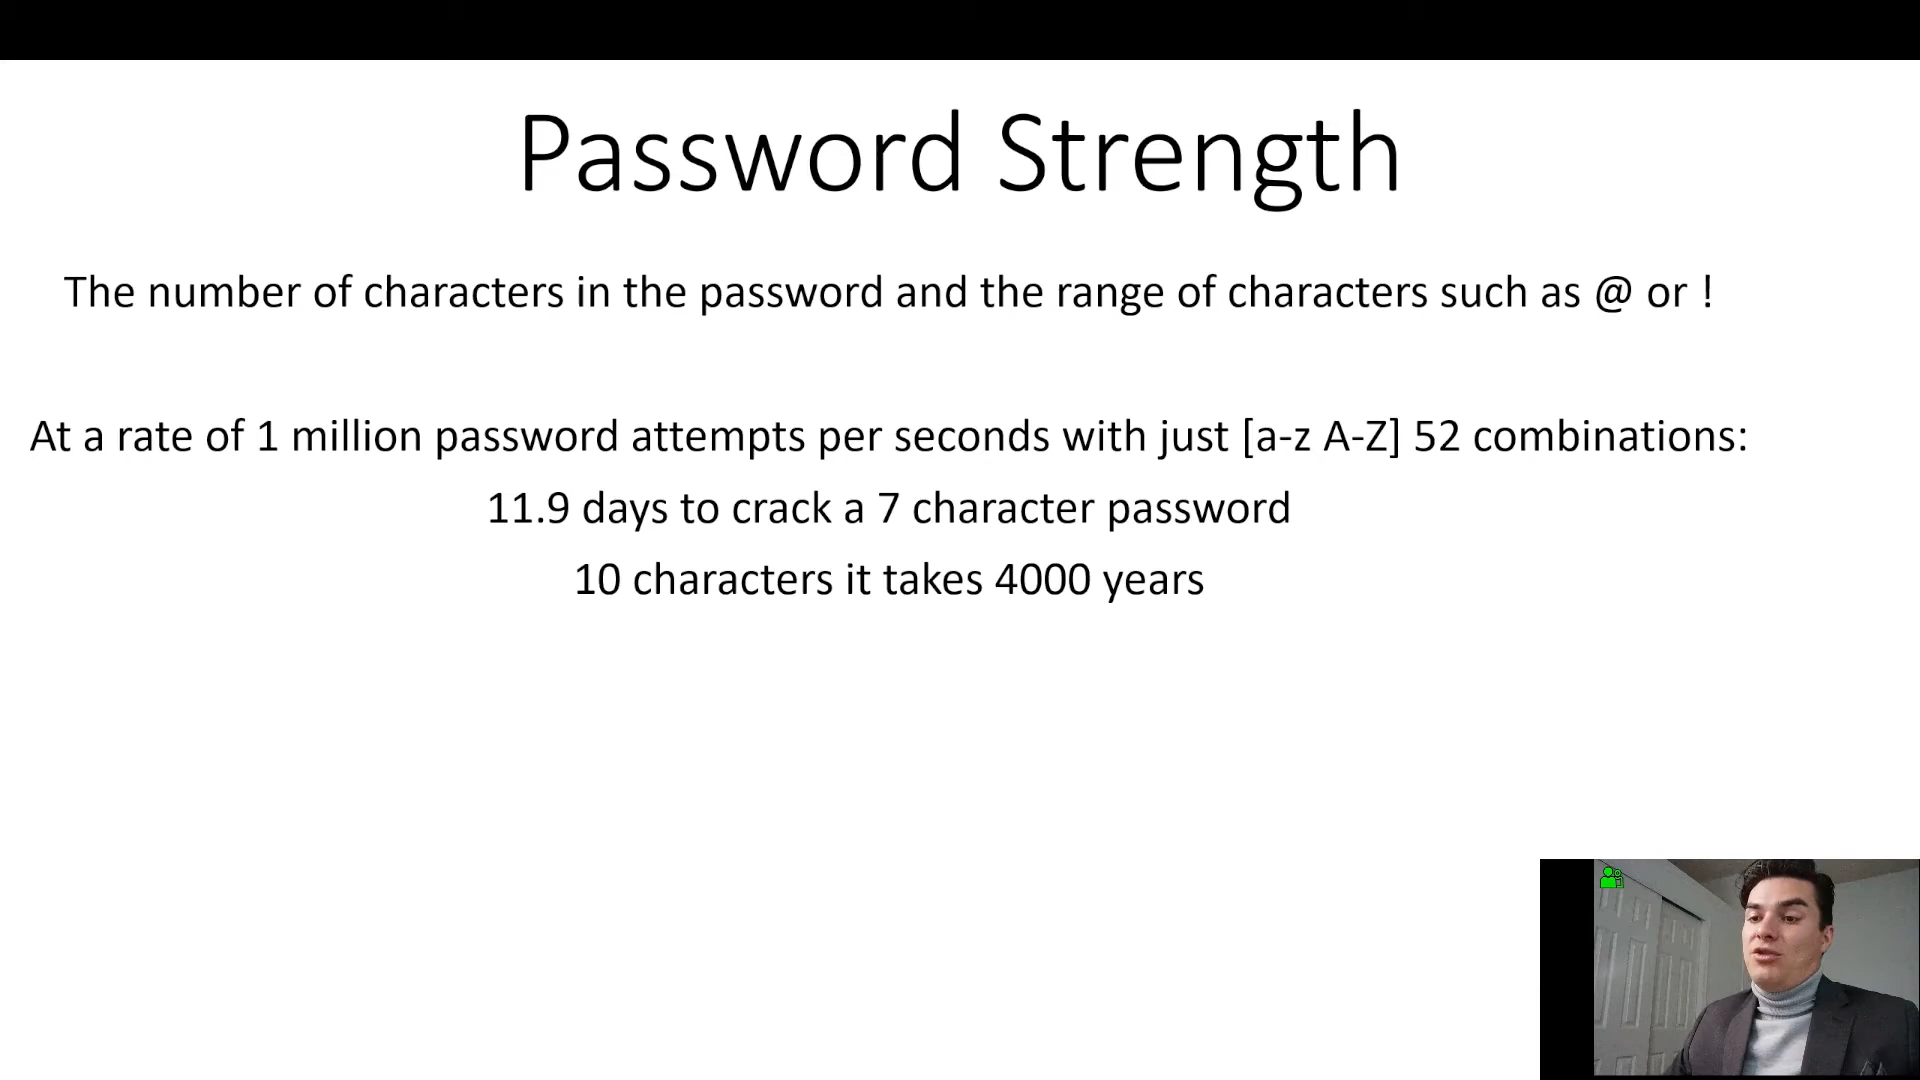 Password Strength
The number of characters in the password and the range of characters such as @ or !
At a rate of 1 million password attempts per seconds with just [a-z A-Z] 52 combinations:
11.9 days to crack a 7 character password
10 characters it takes 4000 years